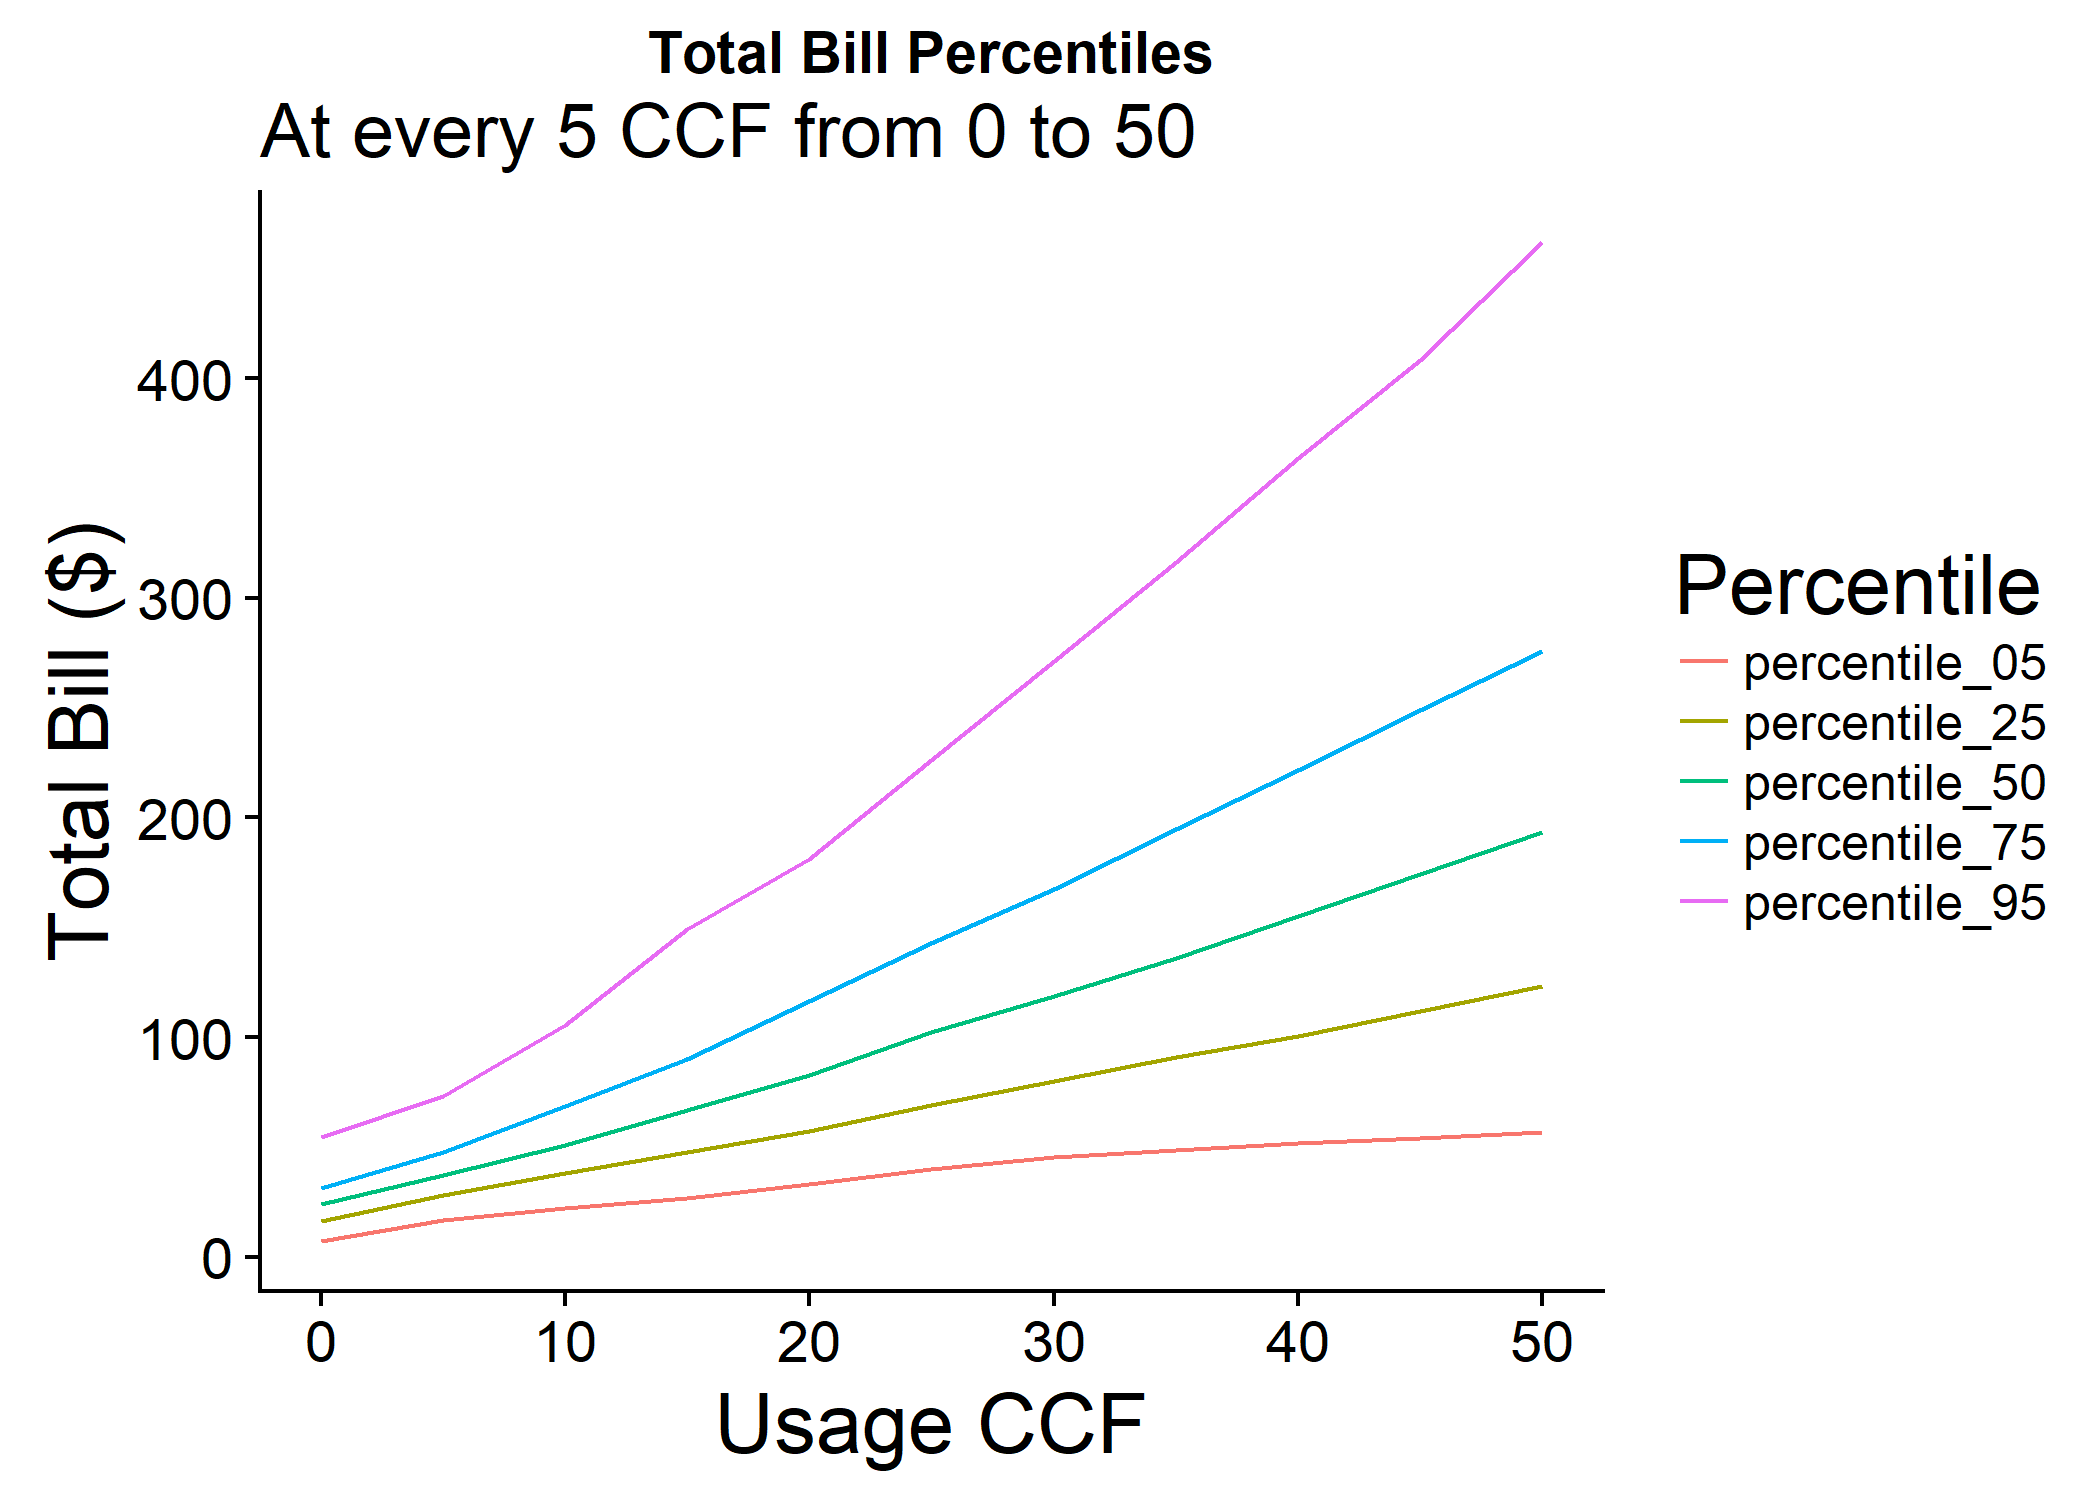 Total Bill Percentiles
At every 5 CCF from 0 to 50
Total Bill ($)
400
300
200
100
0
0 10 20 30 40 50
Usage CCF
Percentile
percentile_05
percentile_25
percentile_50
percentile_75
percentile_95